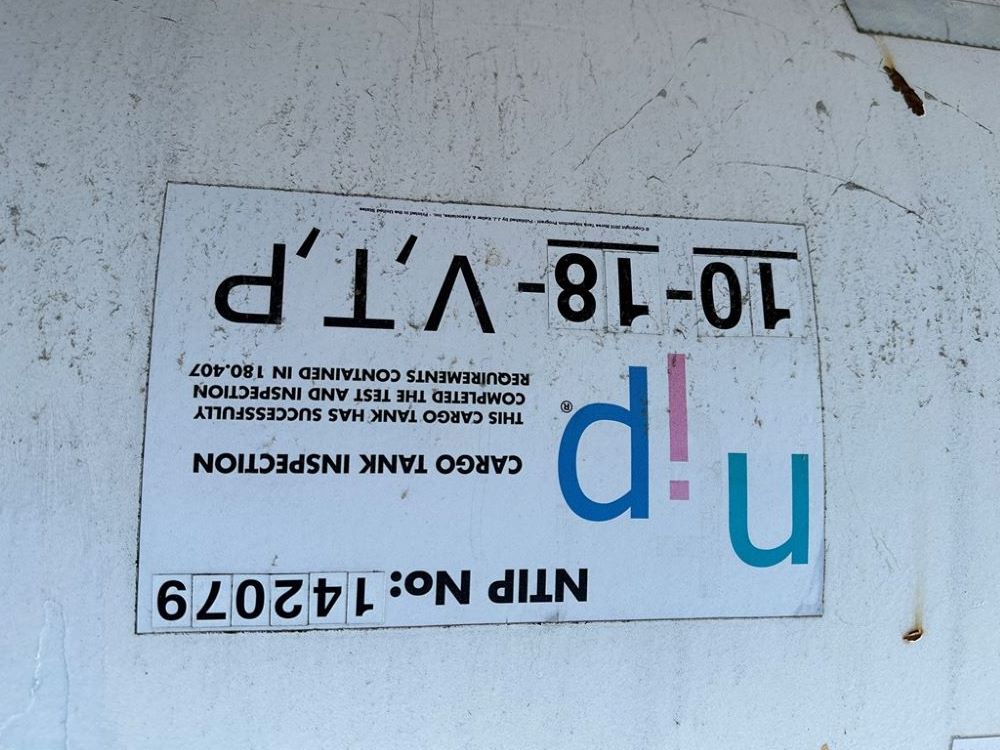 NTIP No: 142079
nip®
CARGO TANK INSPECTION
THIS CARGO TANK HAS SUCCESSFULLY
COMPLETED THE TEST AND INSPECTION
REQUIREMENTS CONTAINED IN 180.407
10-18-V,T,P